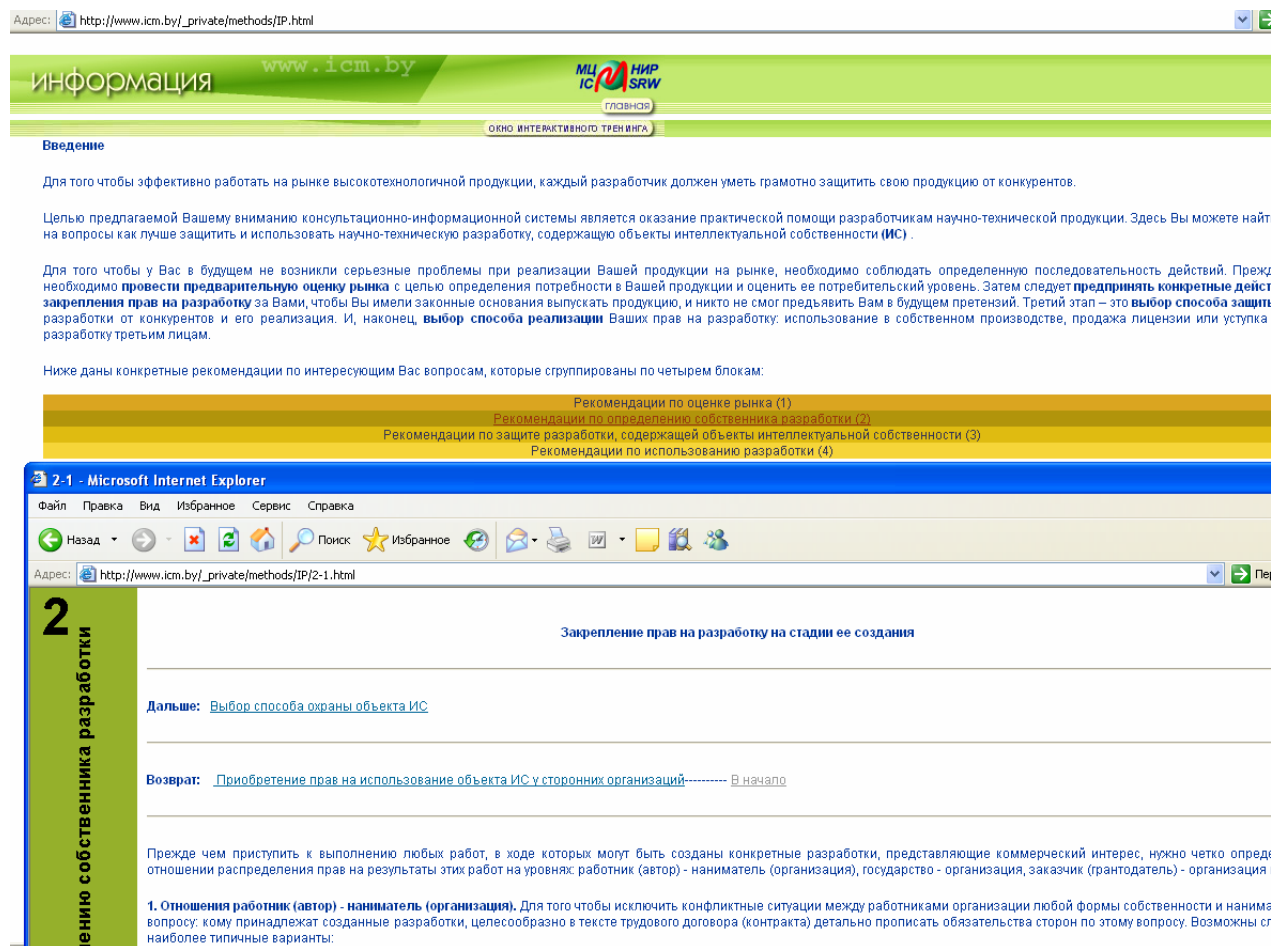 Адрес: http://www.icm.by/_private/methods/IP.html
информация www.icm.by МЦ НИР
IC SRW
главная
ОКНО ИНТЕРАКТИВНОГО ТРЕНИНГА
Введение
Для того чтобы эффективно работать на рынке высокотехнологичной продукции, каждый разработчик должен уметь грамотно защитить свою продукцию от конкурентов.
Целью предлагаемой Вашему вниманию консультационно-информационной системы является оказание практической помощи разработчикам научно-технической продукции. Здесь Вы можете найт
на вопросы как лучше защитить и использовать научно-техническую разработку, содержащую объекты интеллектуальной собственности (ИС) .
Для того чтобы у Вас в будущем не возникли серьезные проблемы при реализации Вашей продукции на рынке, необходимо соблюдать определенную последовательность действий. Прежд
необходимо провести предварительную оценку рынка с целью определения потребности в Вашей продукции и оценить ее потребительский уровень. Затем следует предпринять конкретные дейст
закрепления прав на разработку за Вами, чтобы Вы имели законные основания выпускать продукцию, и никто не смог предъявить Вам в будущем претензий. Третий этап – это выбор способа защить
разработки от конкурентов и его реализация. И, наконец, выбор способа реализации Ваших прав на разработку: использование в собственном производстве, продажа лицензии или уступка
разработку третьим лицам.
Ниже даны конкретные рекомендации по интересующим Вас вопросам, которые сгруппированы по четырем блокам:
Рекомендации по оценке рынка (1)
Рекомендации по определению собственника разработки (2)
Рекомендации по защите разработки, содержащей объекты интеллектуальной собственности (3)
Рекомендации по использованию разработки (4)
2-1 - Microsoft Internet Explorer
Файл Правка Вид Избранное Сервис Справка
Назад Поиск Избранное
Адрес: http://www.icm.by/_private/methods/IP/2-1.html Пе
2
ению собственника разработки
Закрепление прав на разработку на стадии ее создания
Дальше: Выбор способа охраны объекта ИС
Возврат: Приобретение прав на использование объекта ИС у сторонних организаций---------- В начало
Прежде чем приступить к выполнению любых работ, в ходе которых могут быть созданы конкретные разработки, представляющие коммерческий интерес, нужно четко опреде
отношении распределения прав на результаты этих работ на уровнях: работник (автор) - наниматель (организация), государство - организация, заказчик (грантодатель) - организация
1. Отношения работник (автор) - наниматель (организация). Для того чтобы исключить конфликтные ситуации между работниками организации любой формы собственности и нанима
вопросу: кому принадлежат созданные разработки, целесообразно в тексте трудового договора (контракта) детально прописать обязательства сторон по этому вопросу. Возможны сл
наиболее типичные варианты: